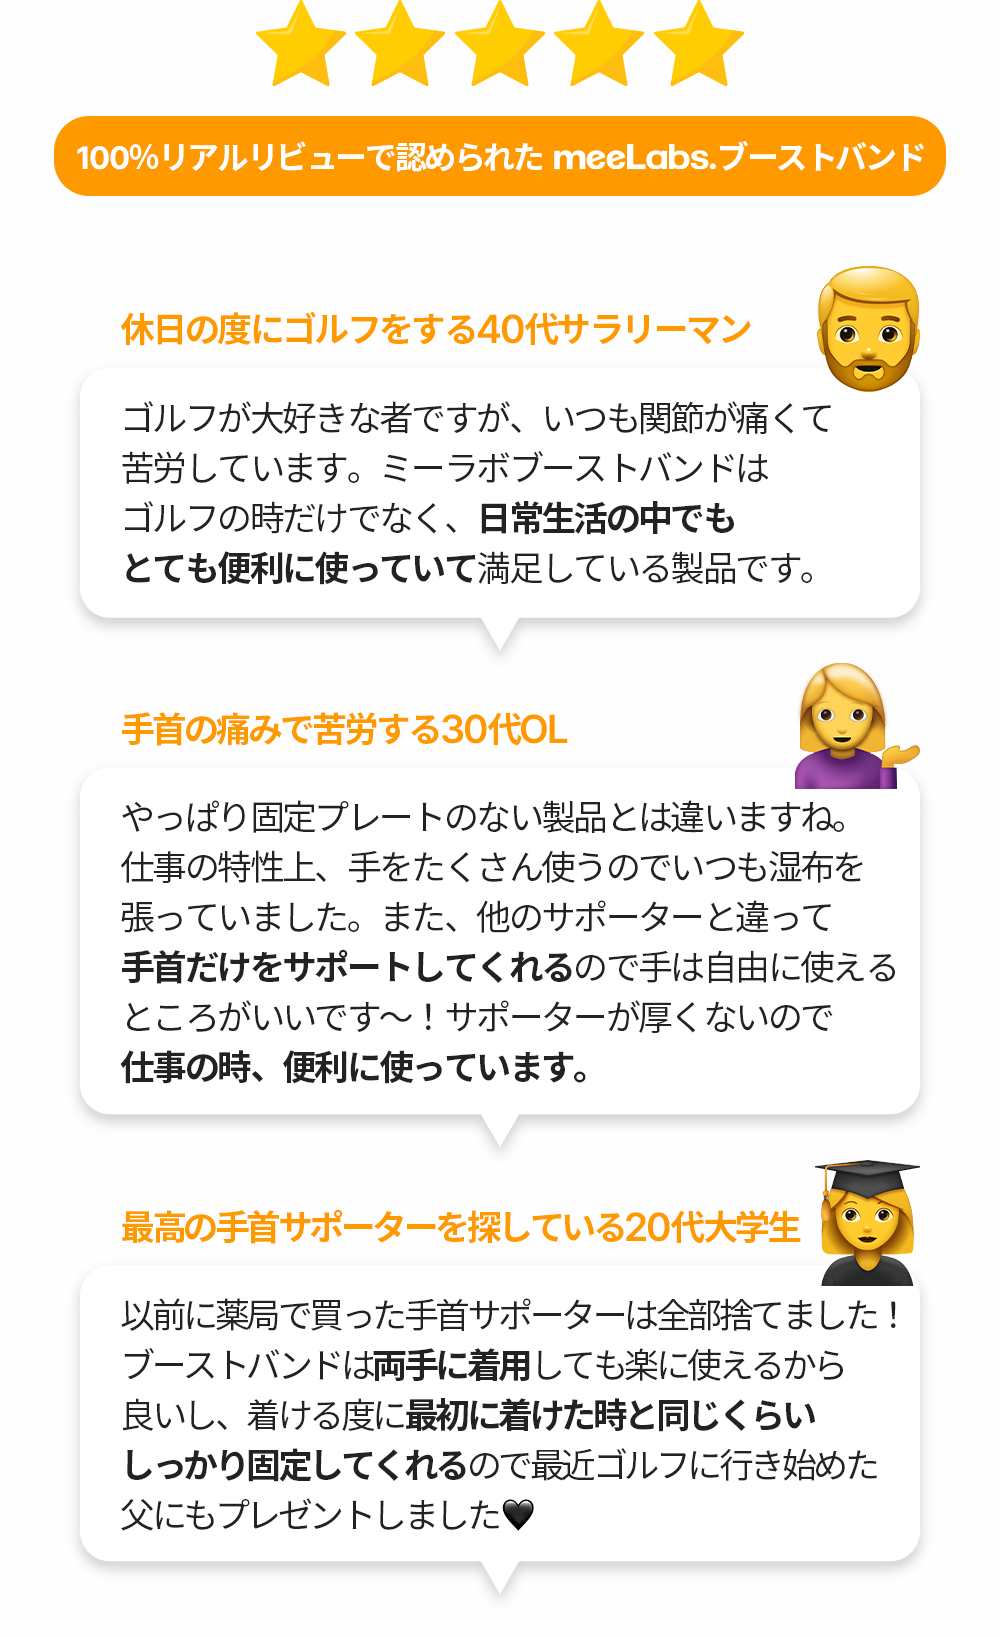 100%リアルリビューで認められた meeLabs.ブーストバンド
休日の度にゴルフをする40代サラリーマン
ゴルフが大好きな者ですが、いつも関節が痛くて
苦労しています。ミーラボブーストバンドは
ゴルフの時だけでなく、日常生活の中でも
とても便利に使っていて満足している製品です。
手首の痛みで苦労する30代OL
やっぱり固定プレートのない製品とは違いますね。
仕事の特性上、手をたくさん使うのでいつも湿布を
張っていました。また、他のサポーターと違って
手首だけをサポートしてくれるので手は自由に使える
ところがいいです〜！サポーターが厚くないので
仕事の時、便利に使っています。
最高の手首サポーターを探している20代大学生
以前に薬局で買った手首サポーターは全部捨てました！
ブーストバンドは両手に着用しても楽に使えるから
良いし、着ける度に最初に着けた時と同じくらい
しっかり固定してくれるので最近ゴルフに行き始めた
父にもプレゼントしました🖤